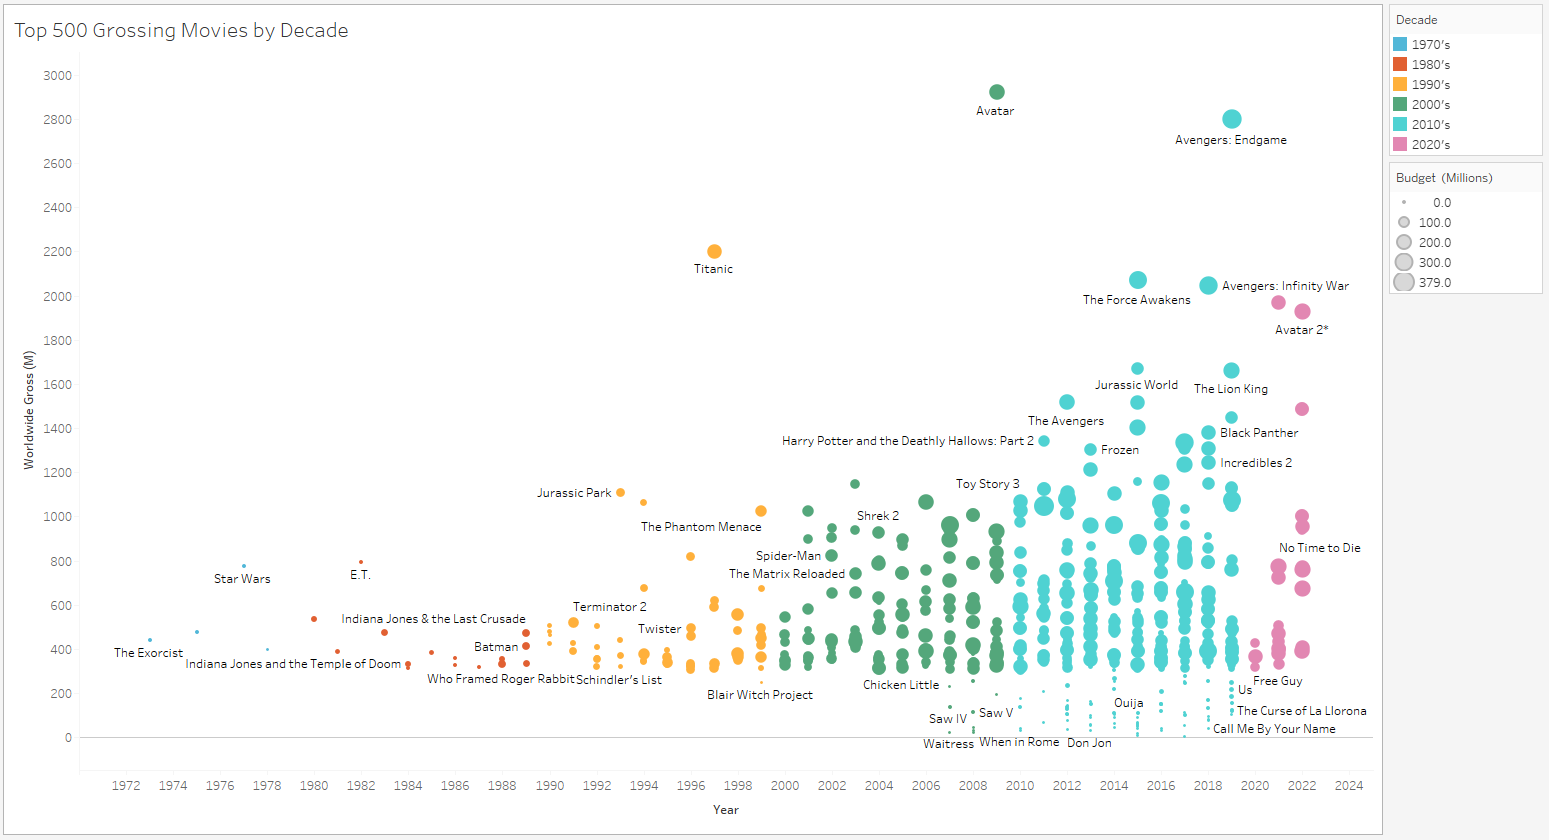 Top 500 Grossing Movies by Decade
Decade
1970's
1980's
1990's
2000's
2010's
2020's
Budget (Millions)
0.0
100.0
200.0
300.0
379.0
Worldwide Gross (M)
3000
2800
2600
2400
2200
2000
1800
1600
1400
1200
1000
800
600
400
200
0
Avatar
Avengers: Endgame
Titanic
The Force Awakens
Avengers: Infinity War
Avatar 2*
Jurassic World
The Lion King
The Avengers
Harry Potter and the Deathly Hallows: Part 2
Frozen
Black Panther
Incredibles 2
Jurassic Park
Toy Story 3
The Phantom Menace
Shrek 2
Spider-Man
No Time to Die
The Matrix Reloaded
Star Wars
E.T.
Terminator 2
Indiana Jones & the Last Crusade
Twister
Batman
The Exorcist
Indiana Jones and the Temple of Doom
Who Framed Roger Rabbit
Schindler's List
Blair Witch Project
Chicken Little
Free Guy
Us
Ouija
Saw IV
Saw V
The Curse of La Llorona
Call Me By Your Name
Waitress
When in Rome
Don Jon
1972
1974
1976
1978
1980
1982
1984
1986
1988
1990
1992
1994
1996
1998
2000
2002
2004
2006
2008
2010
2012
2014
2016
2018
2020
2022
2024
Year